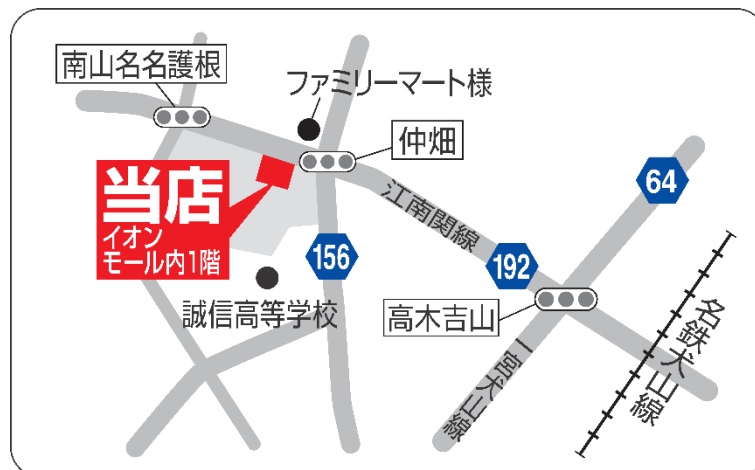 南山名名護根
ファミリーマート様
仲畑
64
当店
イオン
モール内1階
江南関線
156
192
誠信高等学校
高木吉山
一宮犬山線
名鉄犬山線